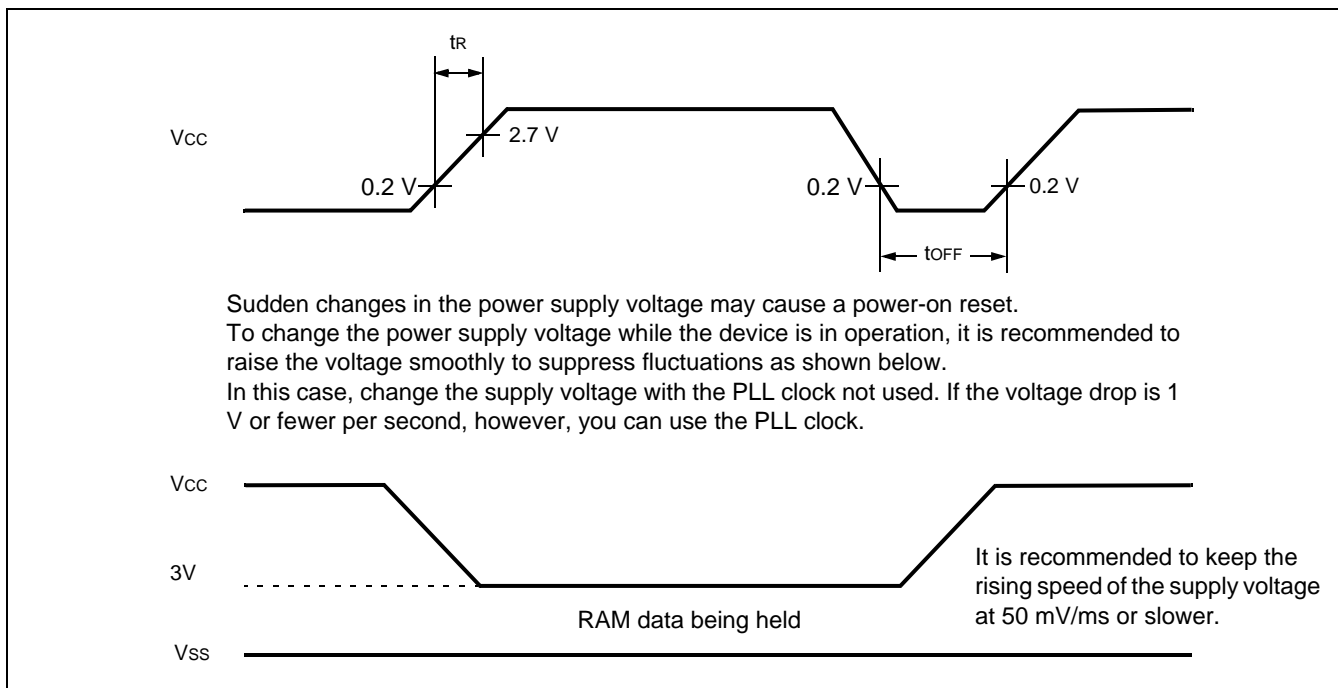 tR
VCC
2.7 V
0.2 V
0.2 V
0.2 V
tOFF
Sudden changes in the power supply voltage may cause a power-on reset.
To change the power supply voltage while the device is in operation, it is recommended to
raise the voltage smoothly to suppress fluctuations as shown below.
In this case, change the supply voltage with the PLL clock not used. If the voltage drop is 1
V or fewer per second, however, you can use the PLL clock.
VCC
3V
It is recommended to keep the
rising speed of the supply voltage
at 50 mV/ms or slower.
RAM data being held
VSS